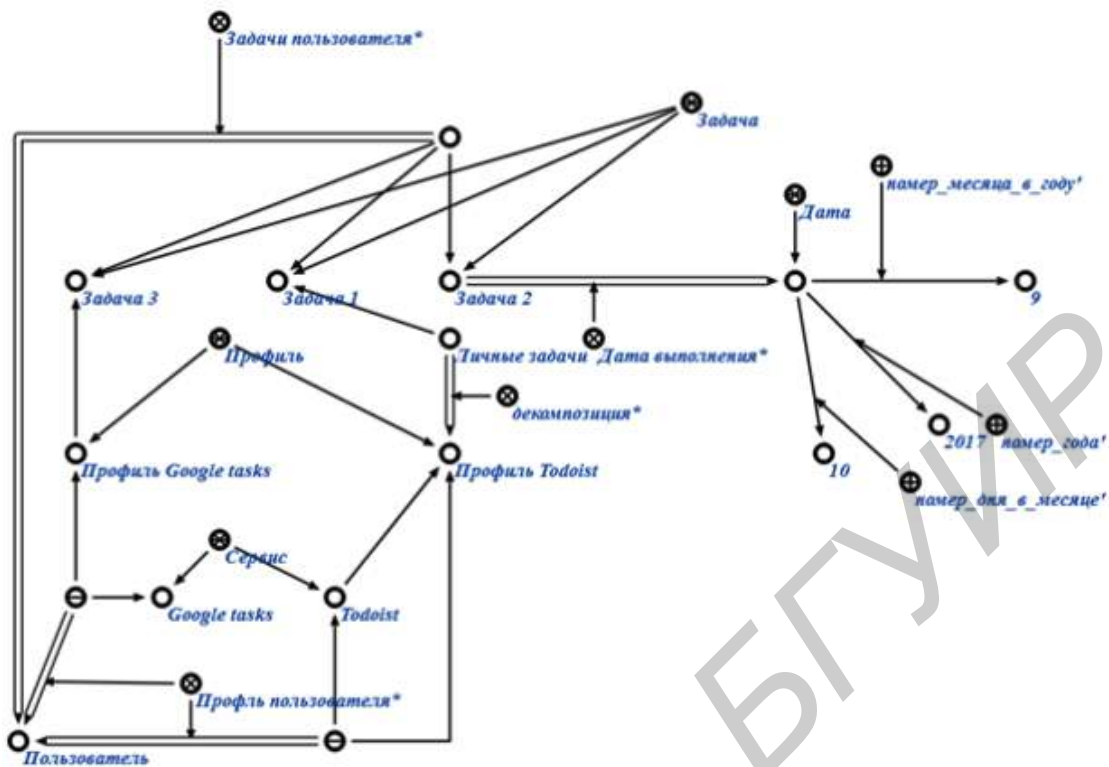 Задачи пользователя*
Задача
номер_месяца_в_году'
Дата
Задача 3
Задача 1
Задача 2
9
Профиль
Личные задачи
Дата выполнения*
декомпозиция*
2017
номер_года'
Профиль Google tasks
Профиль Todoist
10
номер_дня_в_месяце'
Сервис
Google tasks
Todoist
Профль пользователя*
Пользователь
БГУИР